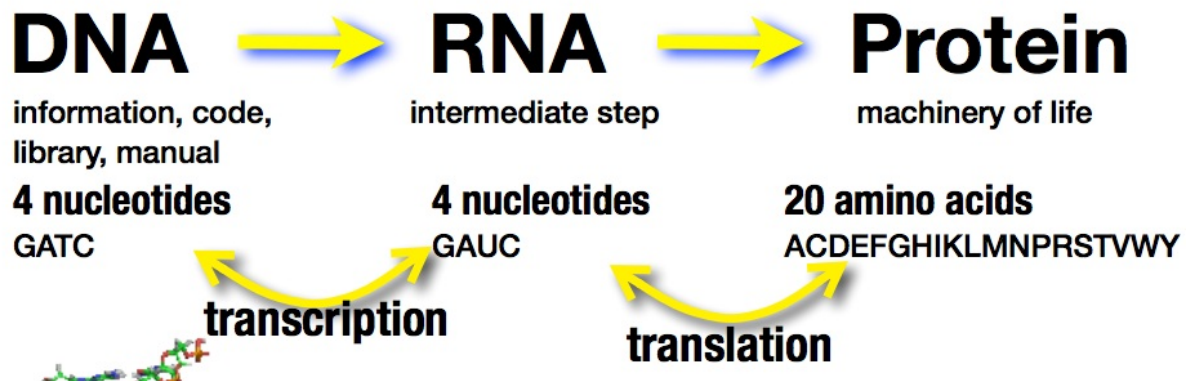 DNA RNA Protein
information, code, intermediate step machinery of life
library, manual
4 nucleotides 4 nucleotides 20 amino acids
GATC GAUC ACDEFGHIKLMNPRSTVWY
transcription
translation